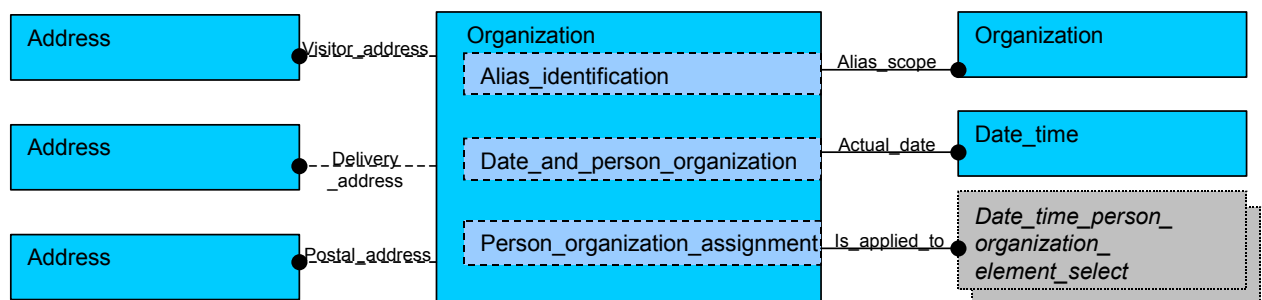 Address
Visitor_address
Organization
Alias_identification
Alias_scope
Organization
Address
Delivery
_address
Date_and_person_organization
Actual_date
Date_time
Address
Postal_address
Person_organization_assignment
Is_applied_to
Date_time_person_
organization_
element_select